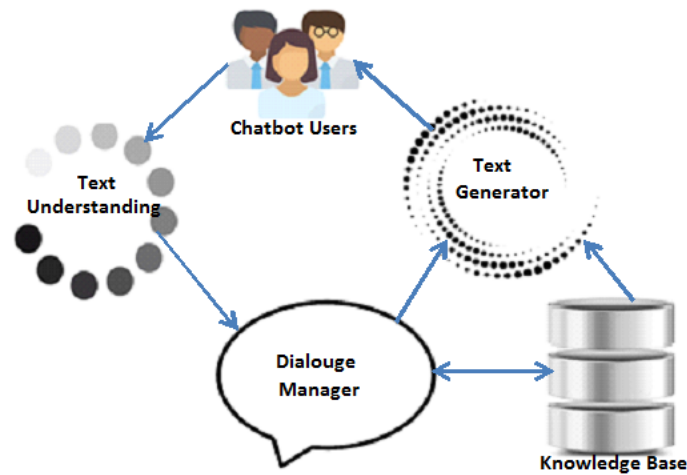 Chatbot Users
Text
Understanding
Text
Generator
Dialouge
Manager
Knowledge Base